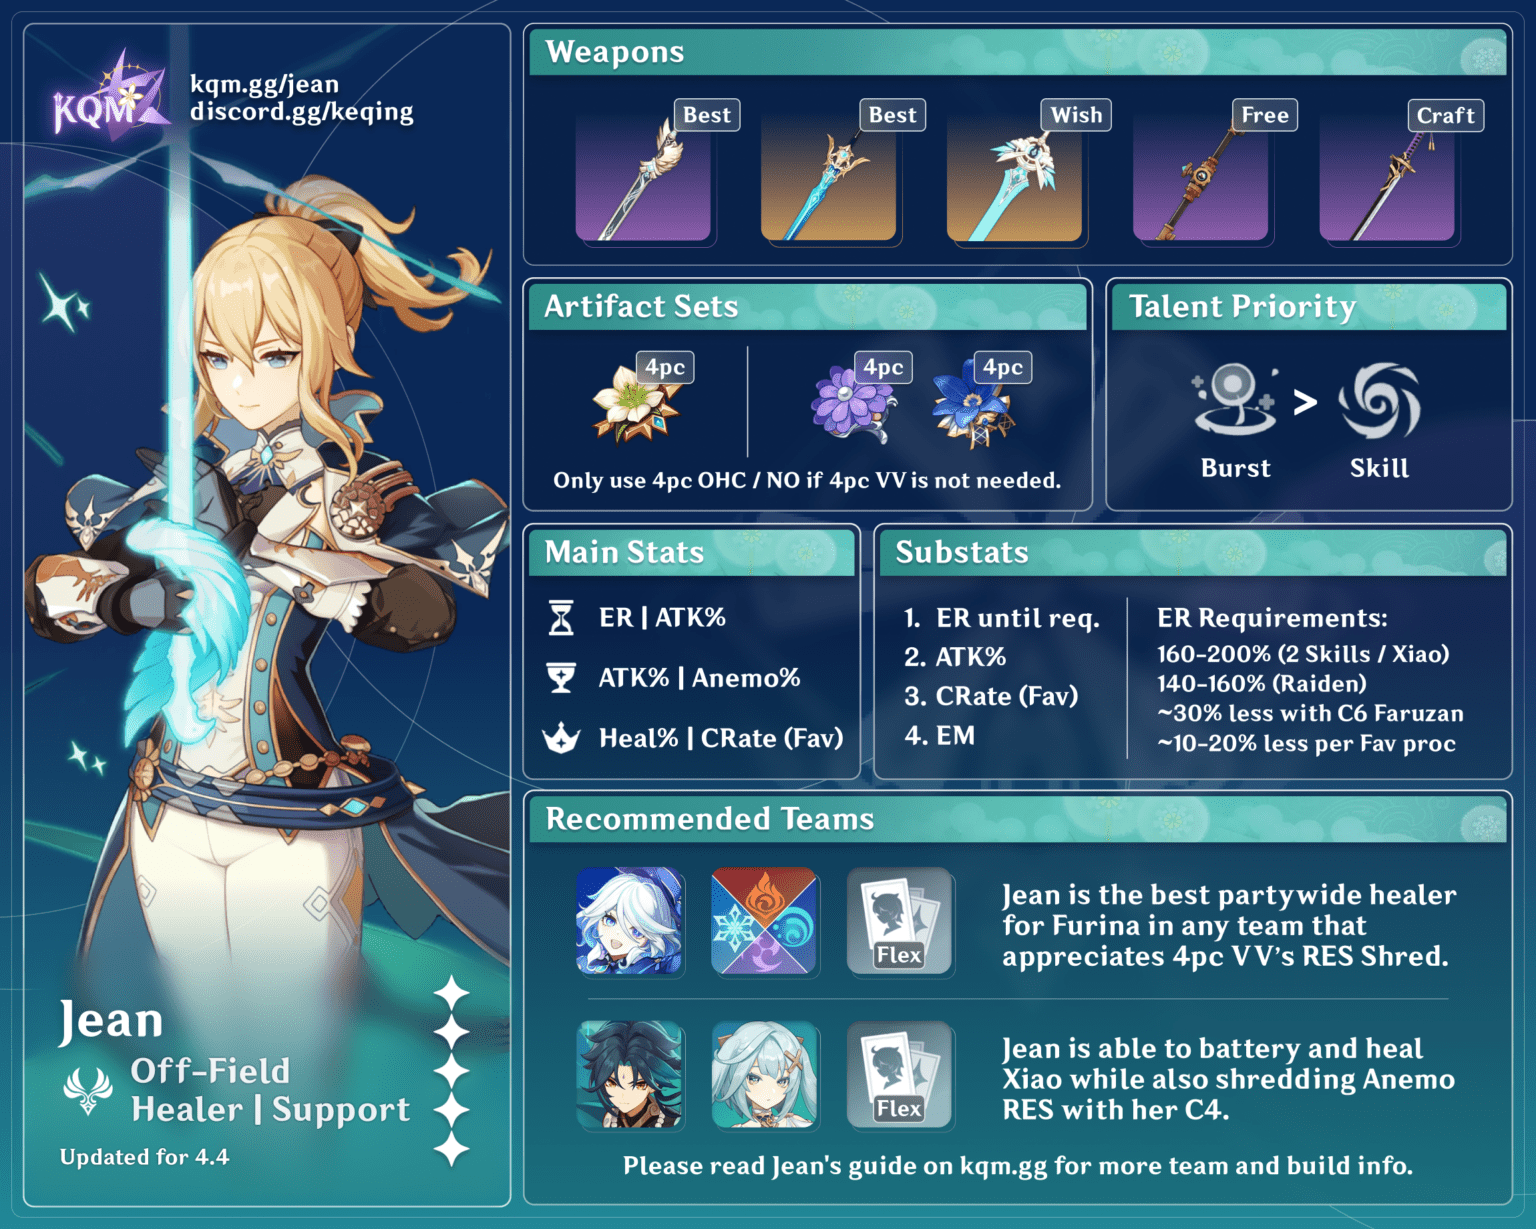 KQM
kqm.gg/jean
discord.gg/keqing
Weapons
Best
Best
Wish
Free
Craft
Artifact Sets
4pc
4pc
4pc
Only use 4pc OHC / NO if 4pc VV is not needed.
Talent Priority
>
Burst
Skill
Main Stats
ER | ATK%
ATK% | Anemo%
Heal% | CRate (Fav)
Substats
1. ER until req.
2. ATK%
3. CRate (Fav)
4. EM
ER Requirements:
160-200% (2 Skills / Xiao)
140-160% (Raiden)
~30% less with C6 Faruzan
~10-20% less per Fav proc
Recommended Teams
Flex
Jean is the best partywide healer
for Furina in any team that
appreciates 4pc VV's RES Shred.
Flex
Jean is able to battery and heal
Xiao while also shredding Anemo
RES with her C4.
Please read Jean's guide on kqm.gg for more team and build info.
Jean
Off-Field
Healer | Support
Updated for 4.4